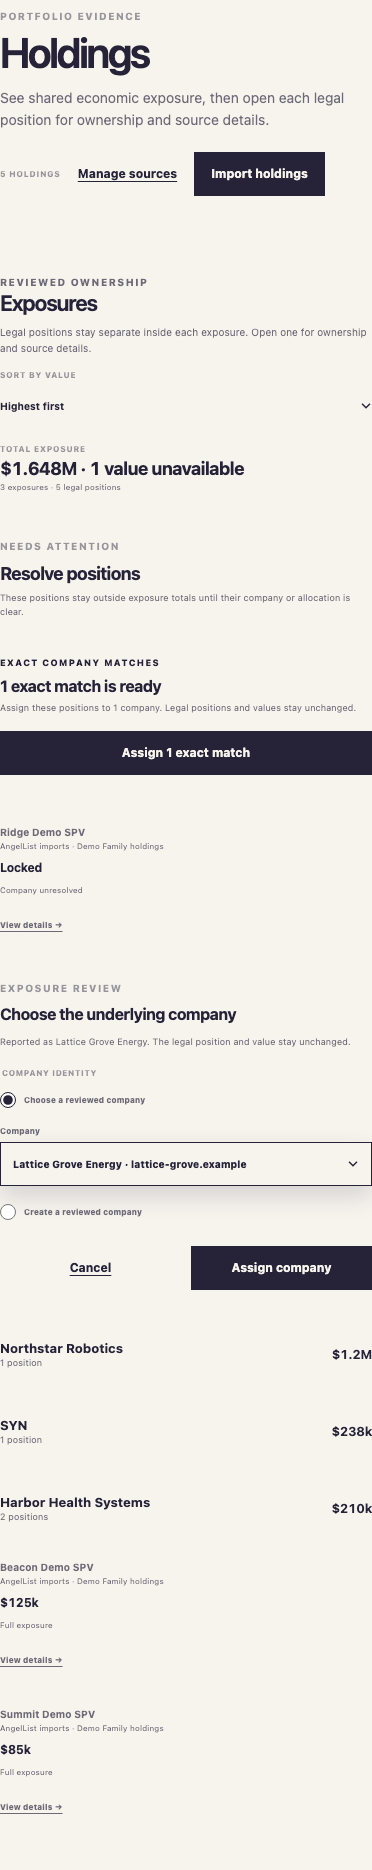 PORTFOLIO EVIDENCE
Holdings
See shared economic exposure, then open each legal
position for ownership and source details.
5 HOLDINGS
Manage sources
Import holdings
REVIEWED OWNERSHIP
Exposures
Legal positions stay separate inside each exposure. Open one for ownership
and source details.
SORT BY VALUE
Highest first
TOTAL EXPOSURE
$1.648M · 1 value unavailable
3 exposures · 5 legal positions
NEEDS ATTENTION
Resolve positions
These positions stay outside exposure totals until their company or allocation is
clear.
EXACT COMPANY MATCHES
1 exact match is ready
Assign these positions to 1 company. Legal positions and values stay unchanged.
Assign 1 exact match
Ridge Demo SPV
AngelList imports · Demo Family holdings
Locked
Company unresolved
View details →
EXPOSURE REVIEW
Choose the underlying company
Reported as Lattice Grove Energy. The legal position and value stay unchanged.
COMPANY IDENTITY
Choose a reviewed company
Company
Lattice Grove Energy · lattice-grove.example
Create a reviewed company
Cancel
Assign company
Northstar Robotics
1 position
$1.2M
SYN
1 position
$238k
Harbor Health Systems
2 positions
$210k
Beacon Demo SPV
AngelList imports · Demo Family holdings
$125k
Full exposure
View details →
Summit Demo SPV
AngelList imports · Demo Family holdings
$85k
Full exposure
View details →